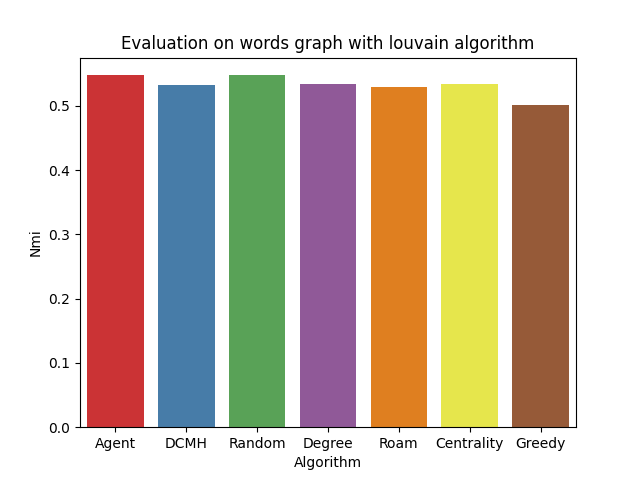 Evaluation on words graph with louvain algorithm
Nmi
0.5
0.4
0.3
0.2
0.1
0.0
Agent DCMH Random Degree Roam Centrality Greedy
Algorithm